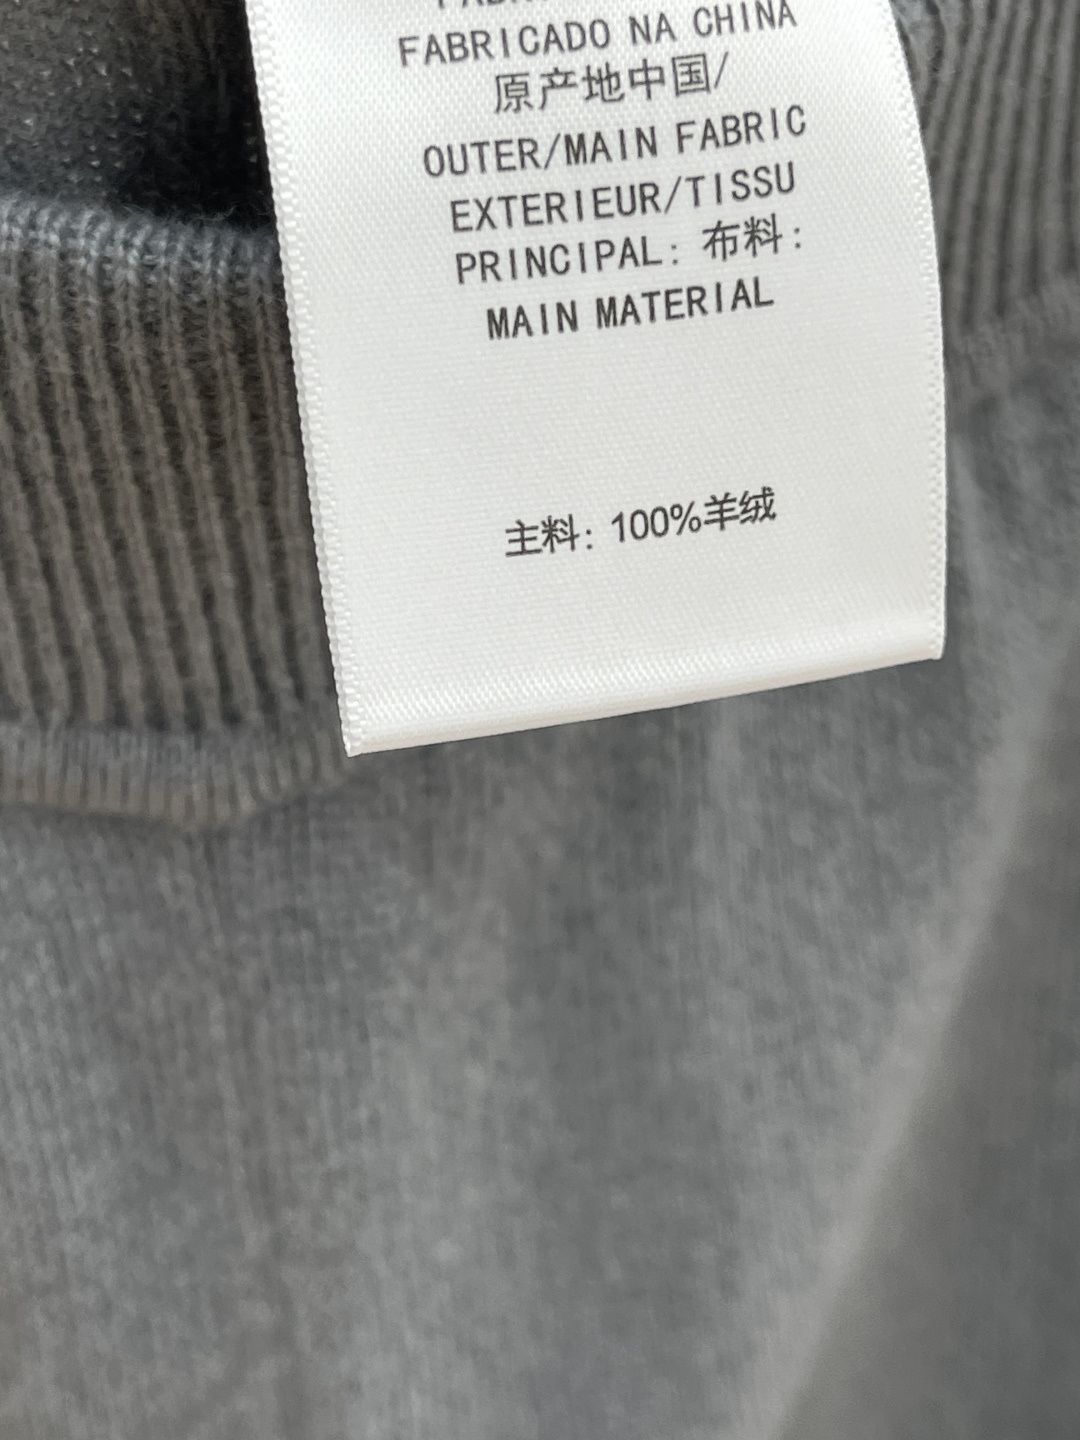 FABRICADO NA CHINA
原产地中国/
OUTER/MAIN FABRIC
EXTERIEUR/TISSU
PRINCIPAL: 布料:
MAIN MATERIAL
主料: 100%羊绒